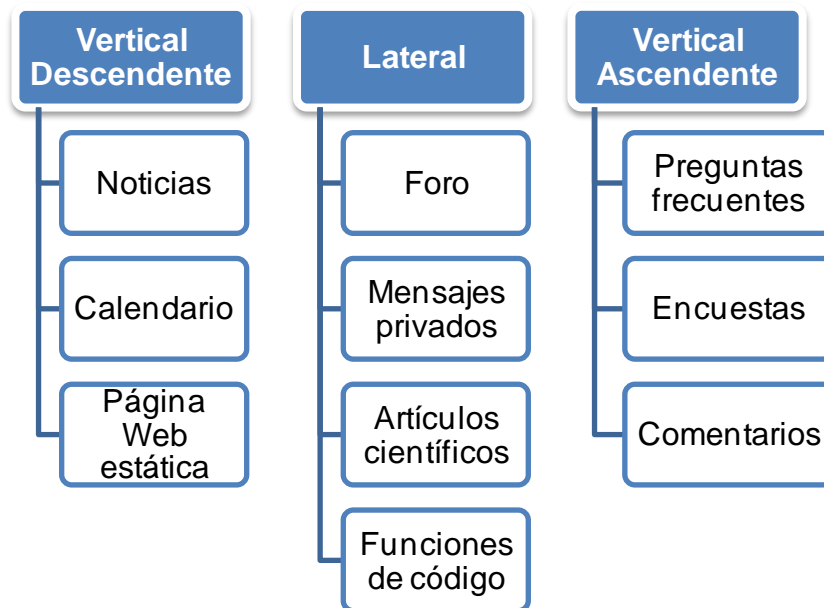 Vertical
Descendente
Noticias
Calendario
Página
Web
estática
Lateral
Foro
Mensajes
privados
Artículos
científicos
Funciones
de código
Vertical
Ascendente
Preguntas
frecuentes
Encuestas
Comentarios